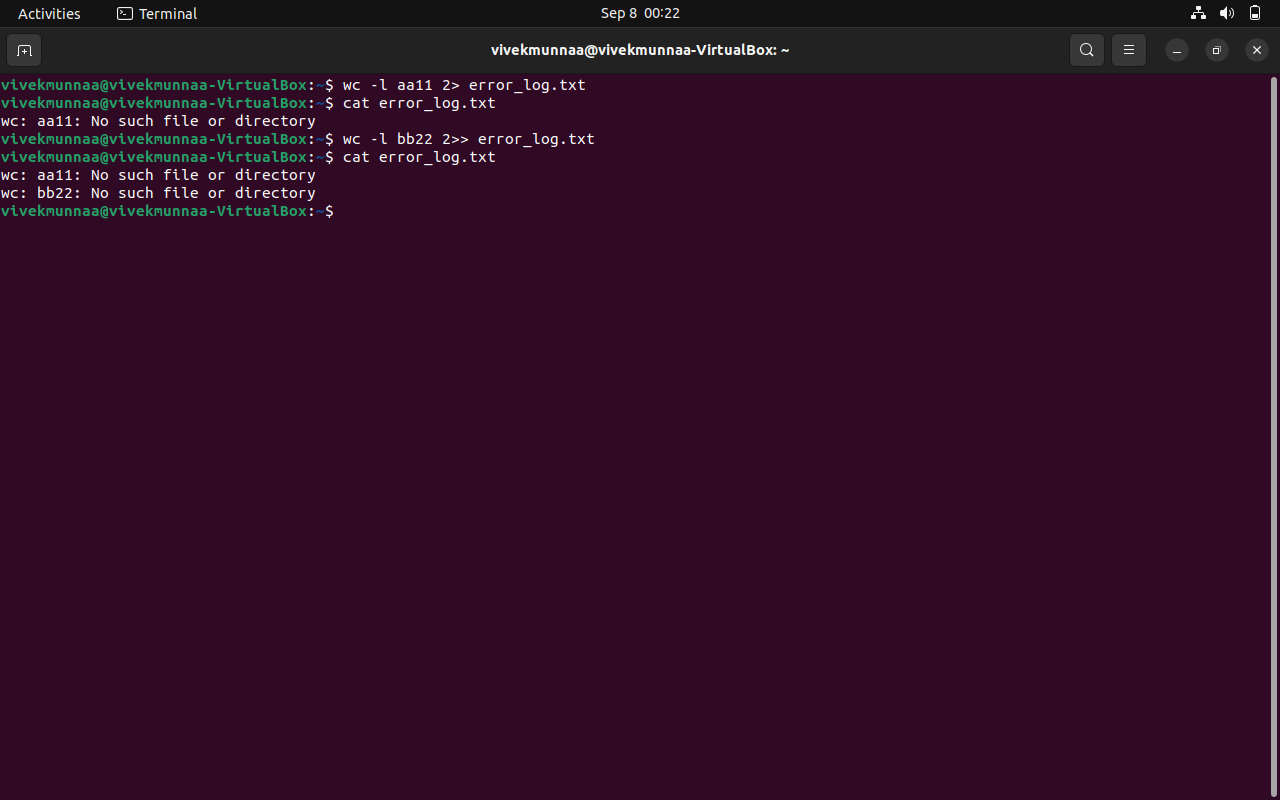 Activities Terminal Sep 8 00:22
vivekmunnaa@vivekmunnaa-VirtualBox: ~
vivekmunnaa@vivekmunnaa-VirtualBox:~$ wc -l aa11 2> error_log.txt
vivekmunnaa@vivekmunnaa-VirtualBox:~$ cat error_log.txt
wc: aa11: No such file or directory
vivekmunnaa@vivekmunnaa-VirtualBox:~$ wc -l bb22 2>> error_log.txt
vivekmunnaa@vivekmunnaa-VirtualBox:~$ cat error_log.txt
wc: aa11: No such file or directory
wc: bb22: No such file or directory
vivekmunnaa@vivekmunnaa-VirtualBox:~$